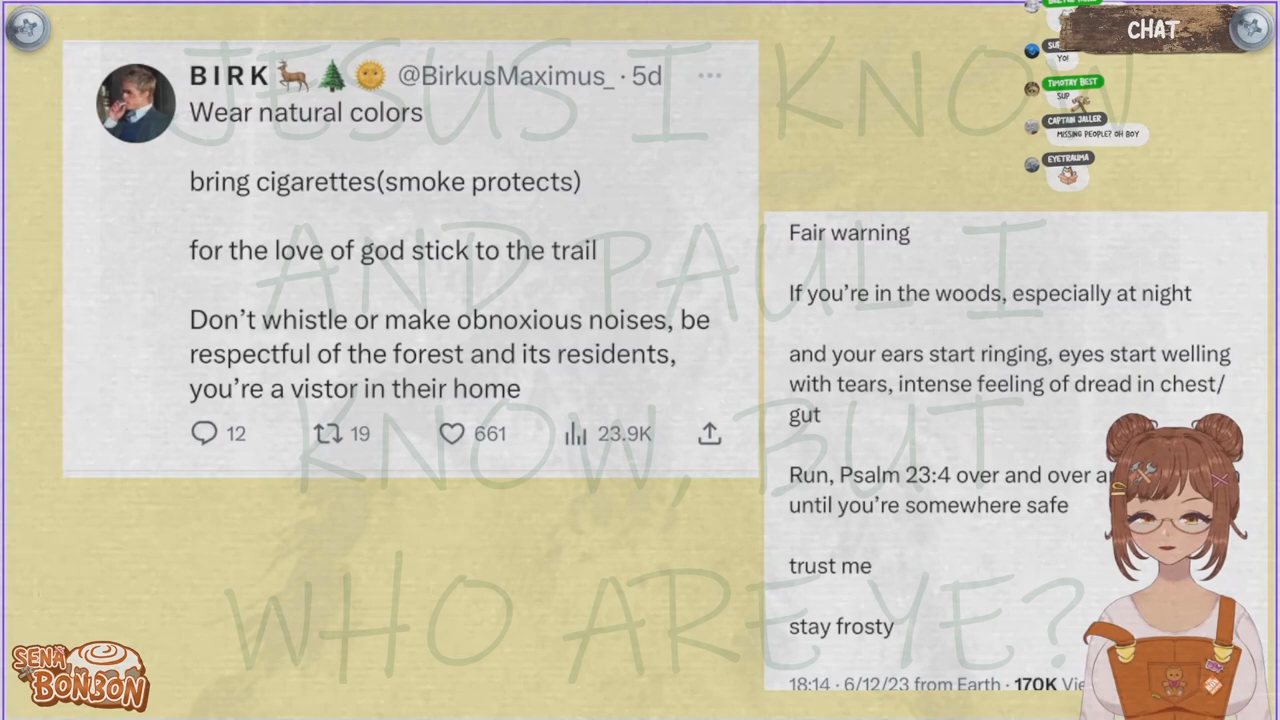 JESUS I KNOW
AND PAUL I
KNOW, BUT
WHO ARE YE?
BIRK🦌🌲🌞 @BirkusMaximus_ · 5d
Wear natural colors
bring cigarettes(smoke protects)
for the love of god stick to the trail
Don't whistle or make obnoxious noises, be
respectful of the forest and its residents,
you're a vistor in their home
12 19 661 23.9K
CHAT
YO!
TIMOTAY BEST
SUP
CAPTAIN JALLER
MISSING PEOPLE? OH BOY
EYETRAUMA
Fair warning
If you're in the woods, especially at night
and your ears start ringing, eyes start welling
with tears, intense feeling of dread in chest/
gut
Run, Psalm 23:4 over and over
until you're somewhere safe
trust me
stay frosty
18:14 · 6/12/23 from Earth · 170K
SENA
BONBON